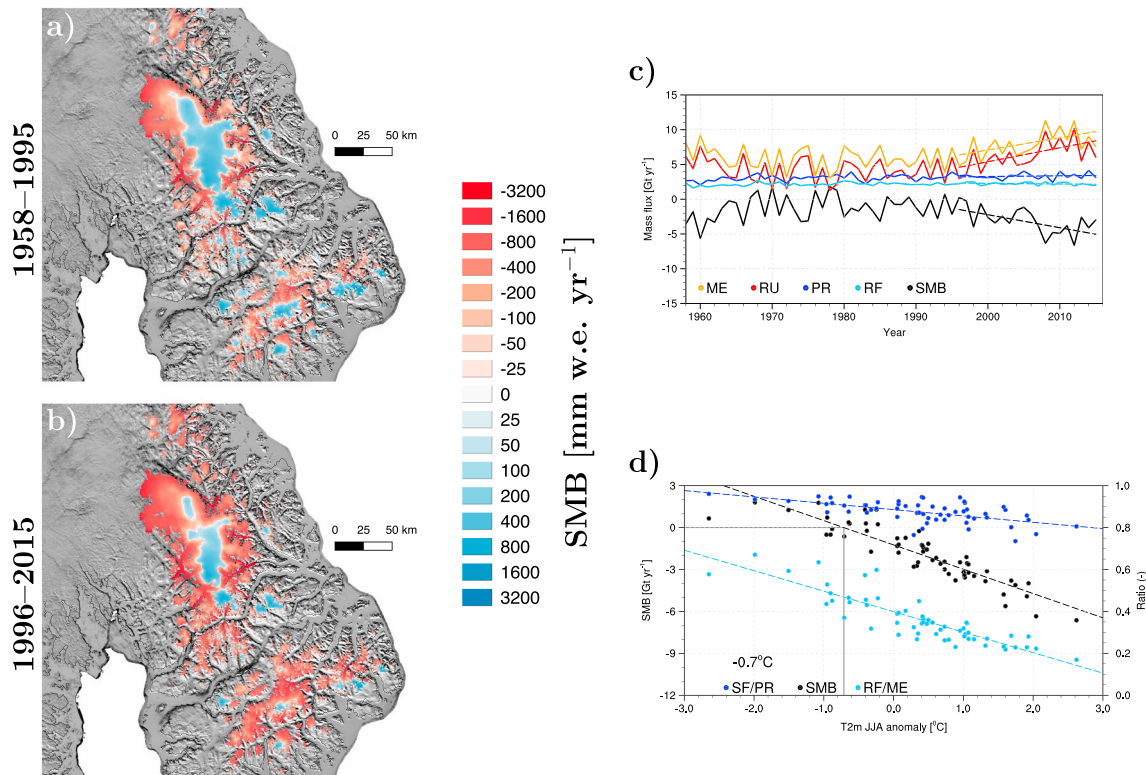 a)
1958–1995
0 25 50 km
b)
1996–2015
0 25 50 km
-3200
-1600
-800
-400
-200
-100
-50
-25
0
25
50
100
200
400
800
1600
3200
SMB [mm w.e. yr⁻¹]
c)
15
10
5
0
-5
-10
-15
Mass flux [Gt yr⁻¹]
ME RU PR RF SMB
1960 1970 1980 1990 2000 2010
Year
d)
3
0
-3
-6
-9
-12
SMB [Gt yr⁻¹]
1.0
0.8
0.6
0.4
0.2
0.0
Ratio (-)
-0.7°C
SF/PR SMB RF/ME
-3.0 -2.0 -1.0 0.0 1.0 2.0 3.0
T2m JJA anomaly [°C]